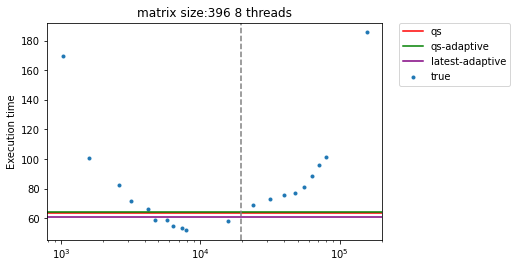 matrix size:396 8 threads
Execution time
180
160
140
120
100
80
60
10³
10⁴
10⁵
qs
qs-adaptive
latest-adaptive
true